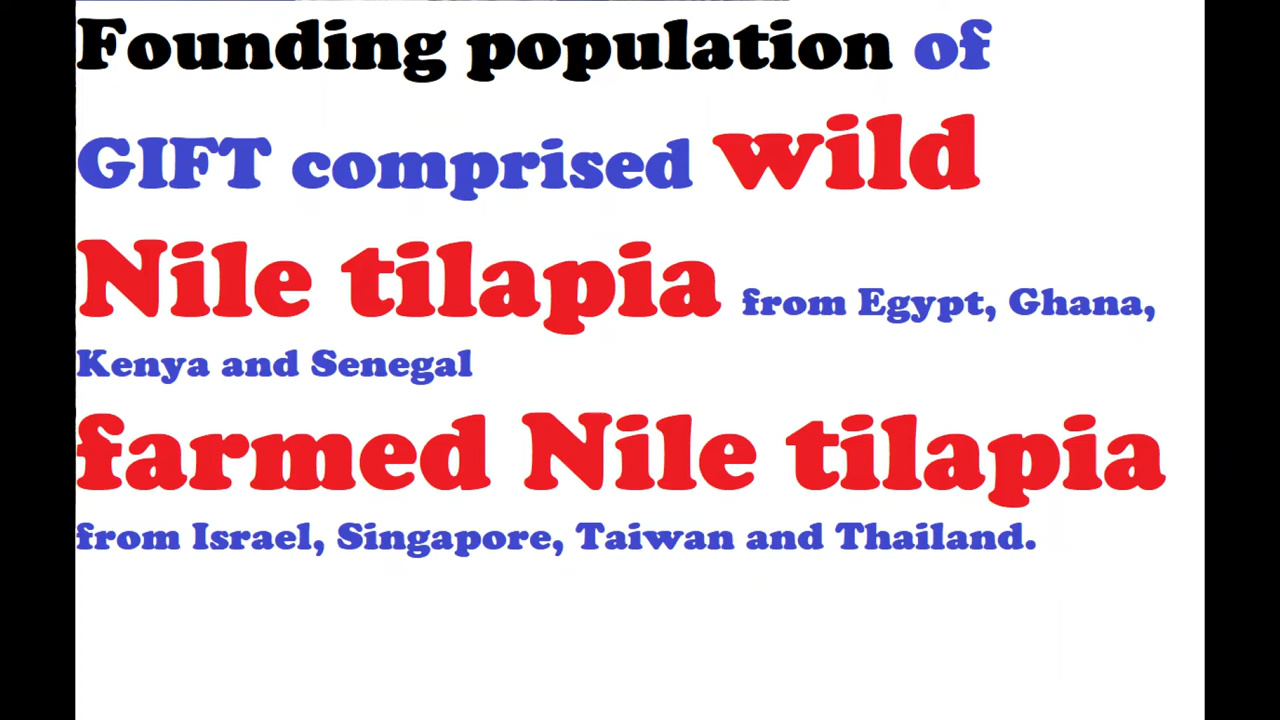 Founding population of
GIFT comprised wild
Nile tilapia from Egypt, Ghana,
Kenya and Senegal
farmed Nile tilapia
from Israel, Singapore, Taiwan and Thailand.